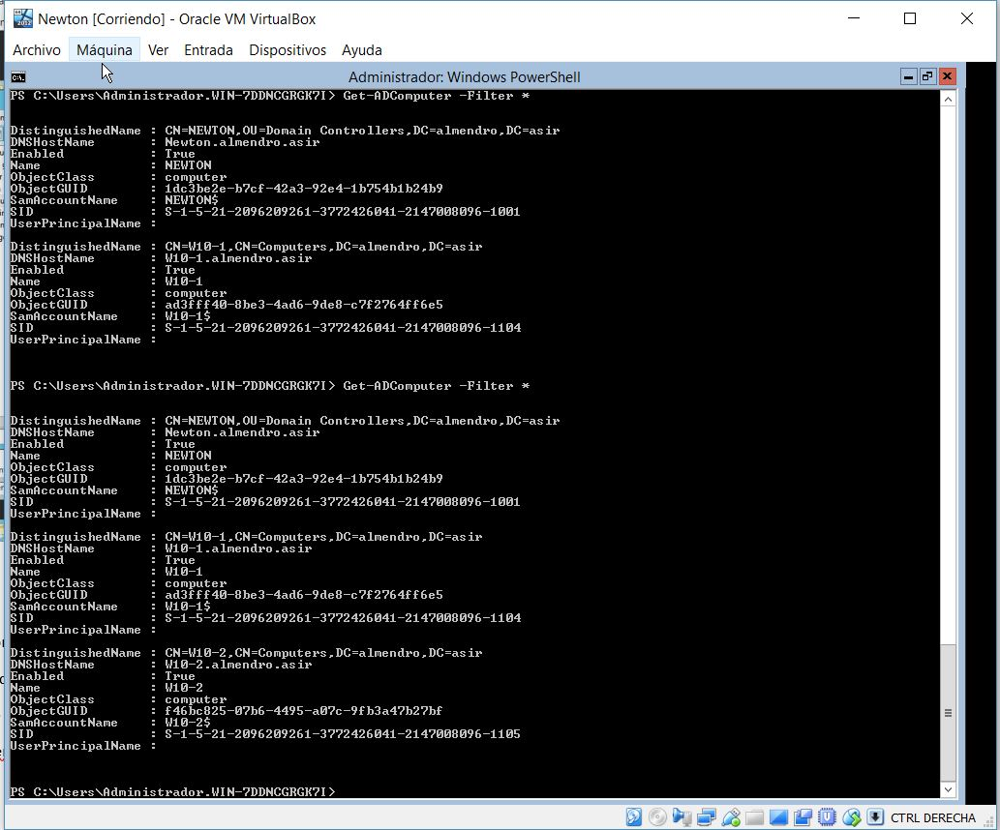 Newton [Corriendo] - Oracle VM VirtualBox
Archivo Máquina Ver Entrada Dispositivos Ayuda
Administrador: Windows PowerShell
PS C:\Users\Administrador.WIN-7DDNCGRGK7I> Get-ADComputer -Filter *
DistinguishedName : CN=NEWTON,OU=Domain Controllers,DC=almendro,DC=asir
DNSHostName : Newton.almendro.asir
Enabled : True
Name : NEWTON
ObjectClass : computer
ObjectGUID : 1dc3be2e-b7cf-42a3-92e4-1b754b1b24b9
SamAccountName : NEWTON$
SID : S-1-5-21-2096209261-3772426041-2147008096-1001
UserPrincipalName :
DistinguishedName : CN=W10-1,CN=Computers,DC=almendro,DC=asir
DNSHostName : W10-1.almendro.asir
Enabled : True
Name : W10-1
ObjectClass : computer
ObjectGUID : ad3fff40-8be3-4ad6-9de8-c7f2764ff6e5
SamAccountName : W10-1$
SID : S-1-5-21-2096209261-3772426041-2147008096-1104
UserPrincipalName :
PS C:\Users\Administrador.WIN-7DDNCGRGK7I> Get-ADComputer -Filter *
DistinguishedName : CN=NEWTON,OU=Domain Controllers,DC=almendro,DC=asir
DNSHostName : Newton.almendro.asir
Enabled : True
Name : NEWTON
ObjectClass : computer
ObjectGUID : 1dc3be2e-b7cf-42a3-92e4-1b754b1b24b9
SamAccountName : NEWTON$
SID : S-1-5-21-2096209261-3772426041-2147008096-1001
UserPrincipalName :
DistinguishedName : CN=W10-1,CN=Computers,DC=almendro,DC=asir
DNSHostName : W10-1.almendro.asir
Enabled : True
Name : W10-1
ObjectClass : computer
ObjectGUID : ad3fff40-8be3-4ad6-9de8-c7f2764ff6e5
SamAccountName : W10-1$
SID : S-1-5-21-2096209261-3772426041-2147008096-1104
UserPrincipalName :
DistinguishedName : CN=W10-2,CN=Computers,DC=almendro,DC=asir
DNSHostName : W10-2.almendro.asir
Enabled : True
Name : W10-2
ObjectClass : computer
ObjectGUID : f46bc825-07b6-4495-a07c-9fb3a47b27bf
SamAccountName : W10-2$
SID : S-1-5-21-2096209261-3772426041-2147008096-1105
UserPrincipalName :
PS C:\Users\Administrador.WIN-7DDNCGRGK7I>
CTRL DERECHA